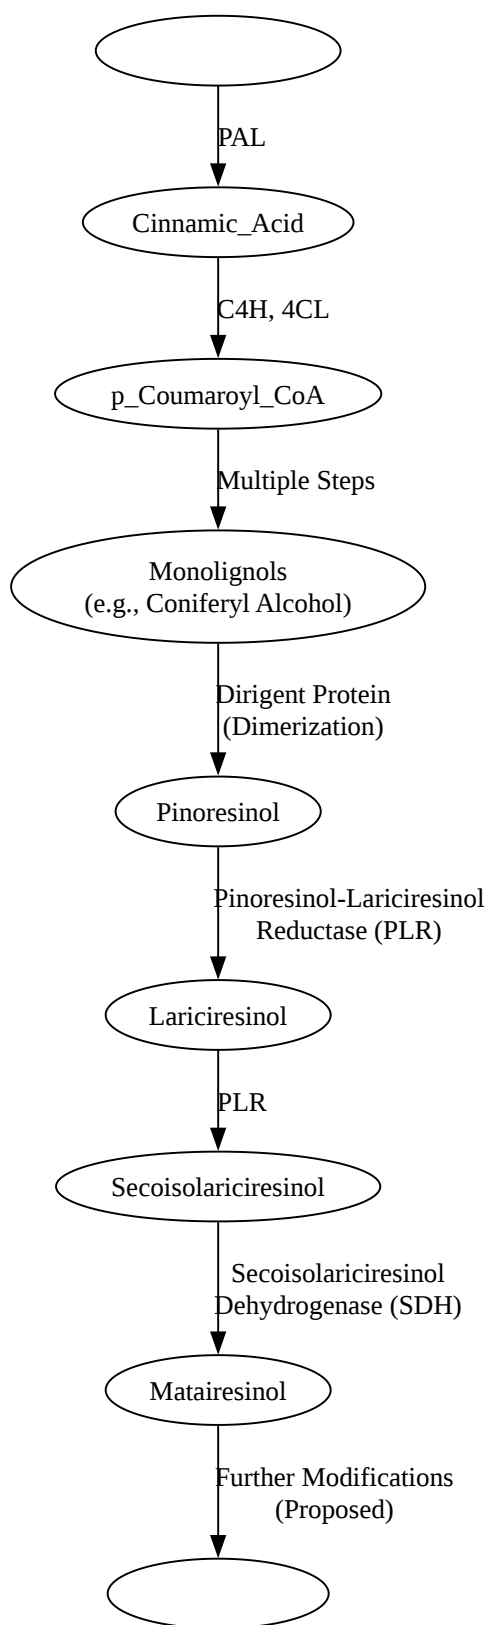 PAL
Cinnamic_Acid
C4H, 4CL
p_Coumaroyl_CoA
Multiple Steps
Monolignols
(e.g., Coniferyl Alcohol)
Dirigent Protein
(Dimerization)
Pinoresinol
Pinoresinol-Lariciresinol
Reductase (PLR)
Lariciresinol
PLR
Secoisolariciresinol
Secoisolariciresinol
Dehydrogenase (SDH)
Matairesinol
Further Modifications
(Proposed)